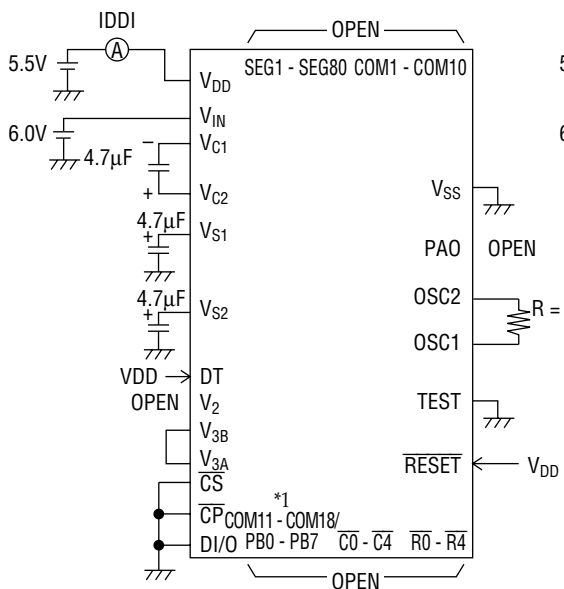 IDDI
OPEN
A
5.5V
5
SEG1 - SEG80 COM1 - COM10
VDD
6.0V
6
VIN
VC1
−
4.7μF
+
VC2
VSS
4.7μF
+
VS1
PAO OPEN
4.7μF
+
VS2
OSC2
R =
OSC1
VDD DT
OPEN V2
TEST
V3B
V3A
RESET VDD
CS
*1
CP COM11 - COM18/
DI/O PB0 - PB7 C0 - C4 R0 - R4
OPEN